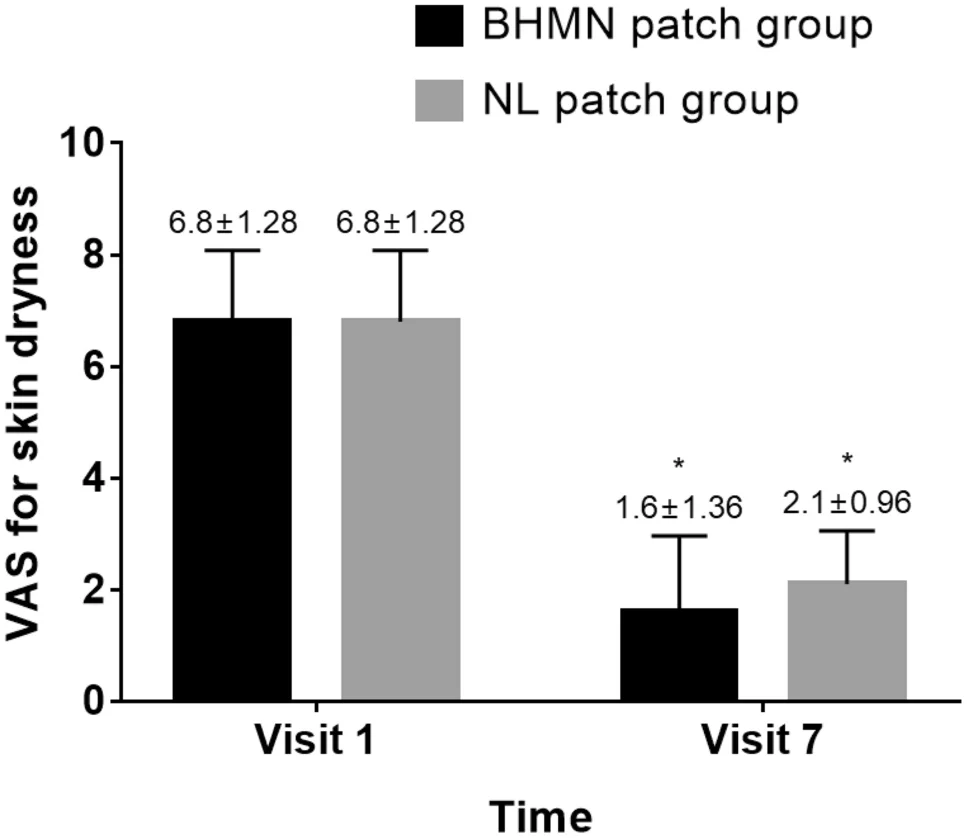 BHMN patch group
NL patch group
VAS for skin dryness
10
8
6
4
2
0
6.8±1.28
6.8±1.28
*
1.6±1.36
*
2.1±0.96
Visit 1
Visit 7
Time